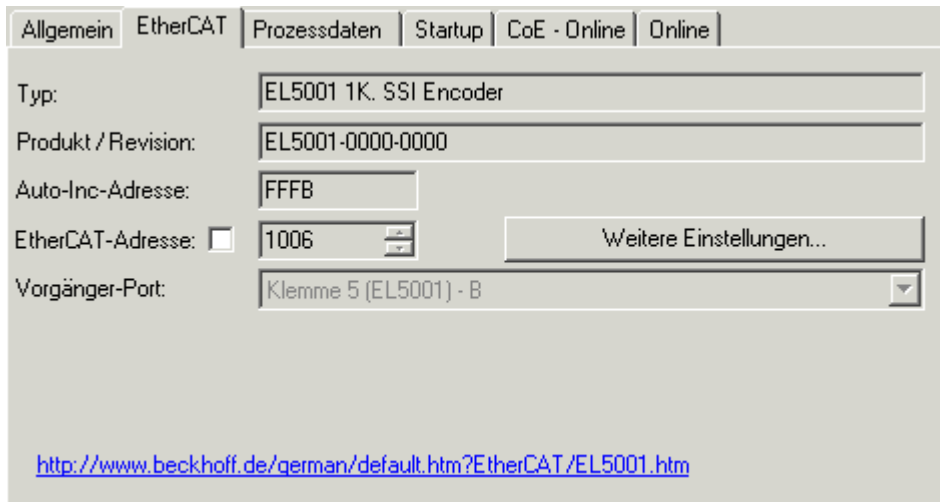 Allgemein EtherCAT Prozessdaten Startup CoE - Online Online
Typ: EL5001 1K. SSI Encoder
Produkt / Revision: EL5001-0000-0000
Auto-Inc-Adresse: FFFB
EtherCAT-Adresse: 1006 Weitere Einstellungen...
Vorgänger-Port: Klemme 5 (EL5001) - B
http://www.beckhoff.de/german/default.htm?EtherCAT/EL5001.htm